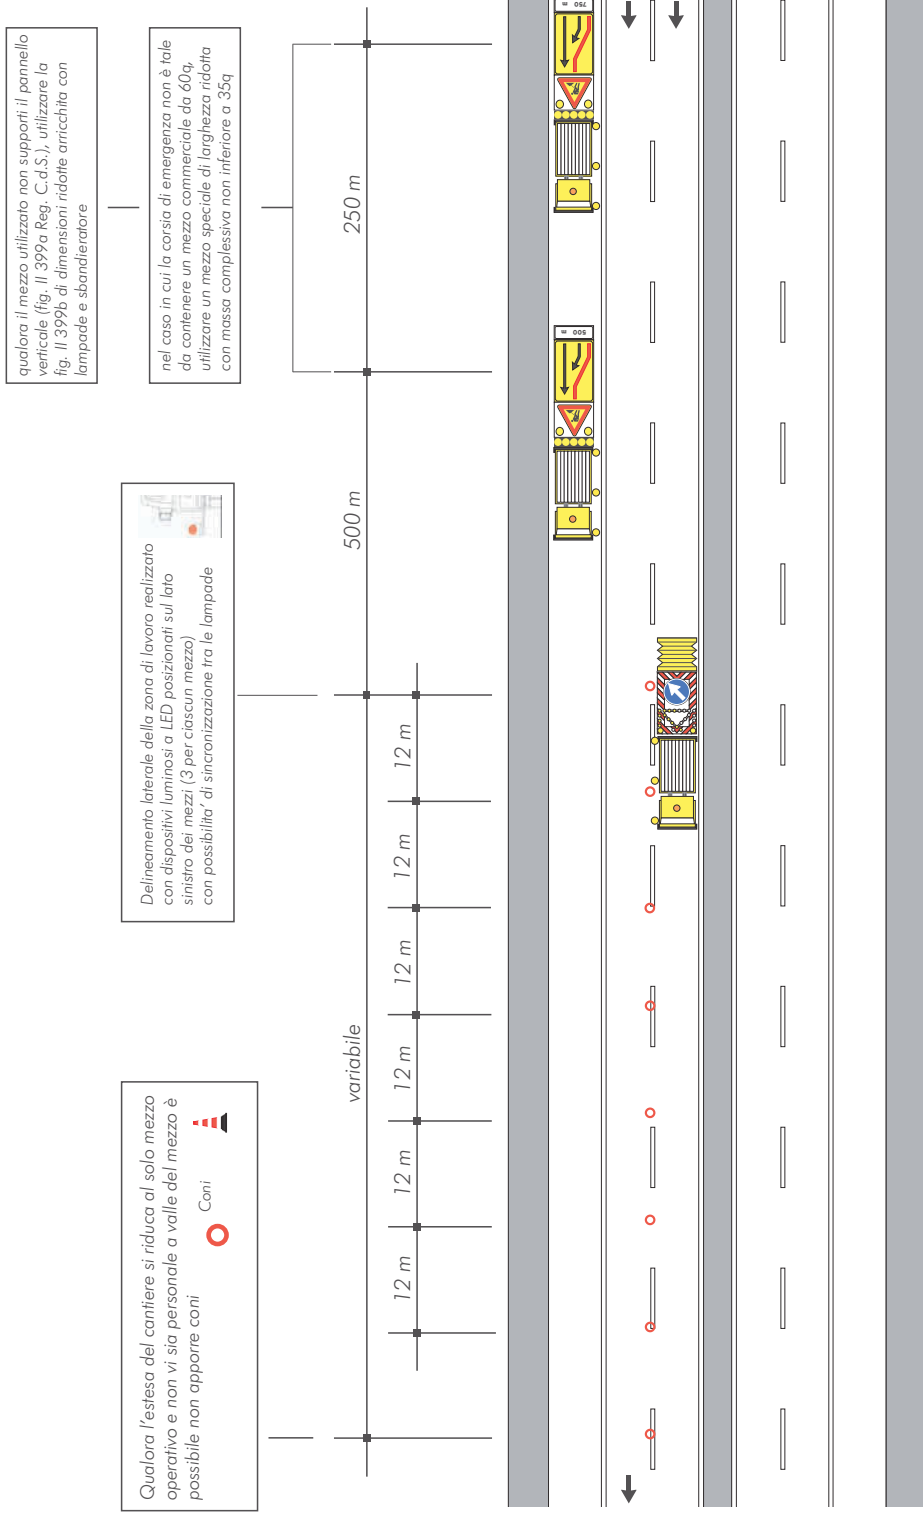 qualora il mezzo utilizzato non supporti il pannello
verticale (fig. II 399a Reg. C.d.S.), utilizzare la
fig. II 399b di dimensioni ridotte arricchita con
lampade e sbandieratore
nel caso in cui la corsia di emergenza non è tale
da contenere un mezzo commerciale da 60q,
utilizzare un mezzo speciale di larghezza ridotta
con massa complessiva non inferiore a 35q
250 m
750 m
500 m
500 m
Delineamento laterale della zona di lavoro realizzato
con dispositivi luminosi a LED posizionati sul lato
sinistro dei mezzi (3 per ciascun mezzo)
con possibilita' di sincronizzazione tra le lampade
12 m
12 m
12 m
12 m
12 m
12 m
variabile
Qualora l'estesa del cantiere si riduca al solo mezzo
operativo e non vi sia personale a valle del mezzo è
possibile non apporre coni
Coni